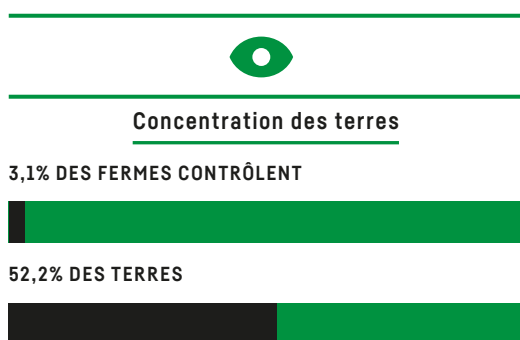 Concentration des terres
3,1% DES FERMES CONTRÔLENT
52,2% DES TERRES